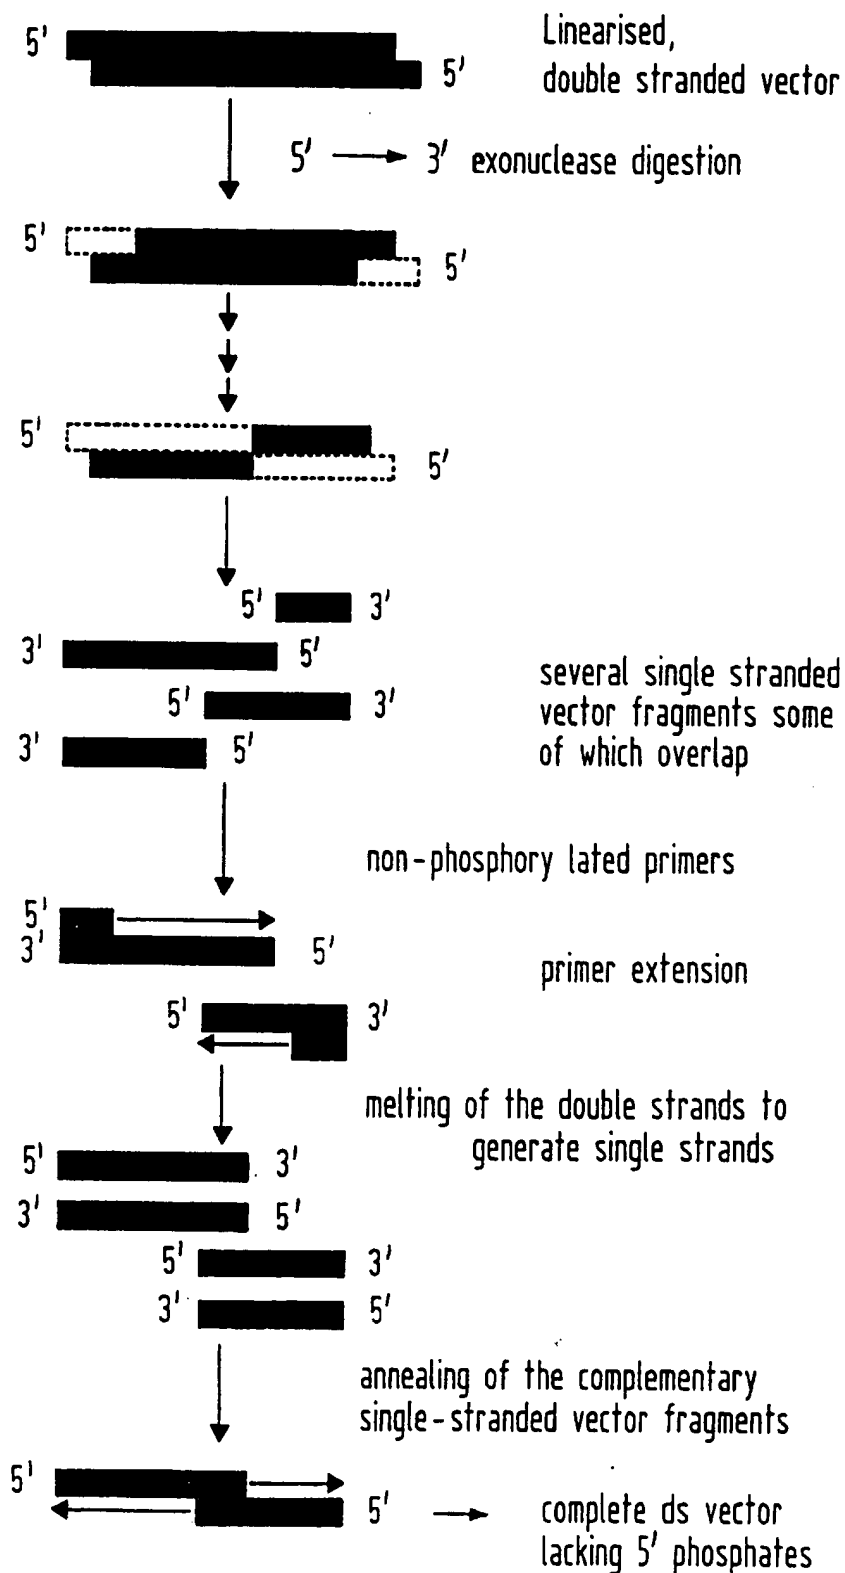 5' Linearised,
5' double stranded vector
5' → 3' exonuclease digestion
5'
5'
5'
5'
5' 3'
3' 5'
several single stranded
5' 3' vector fragments some
3' 5' of which overlap
non-phosphory lated primers
5'
3' 5'
primer extension
5' 3'
melting of the double strands to
generate single strands
5' 3'
3' 5'
5' 3'
3' 5'
annealing of the complementary
single-stranded vector fragments
5'
5' → complete ds vector
lacking 5' phosphates